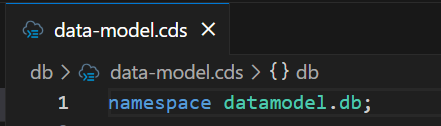 data-model.cds ×
db > data-model.cds > {} db
1 namespace datamodel.db;